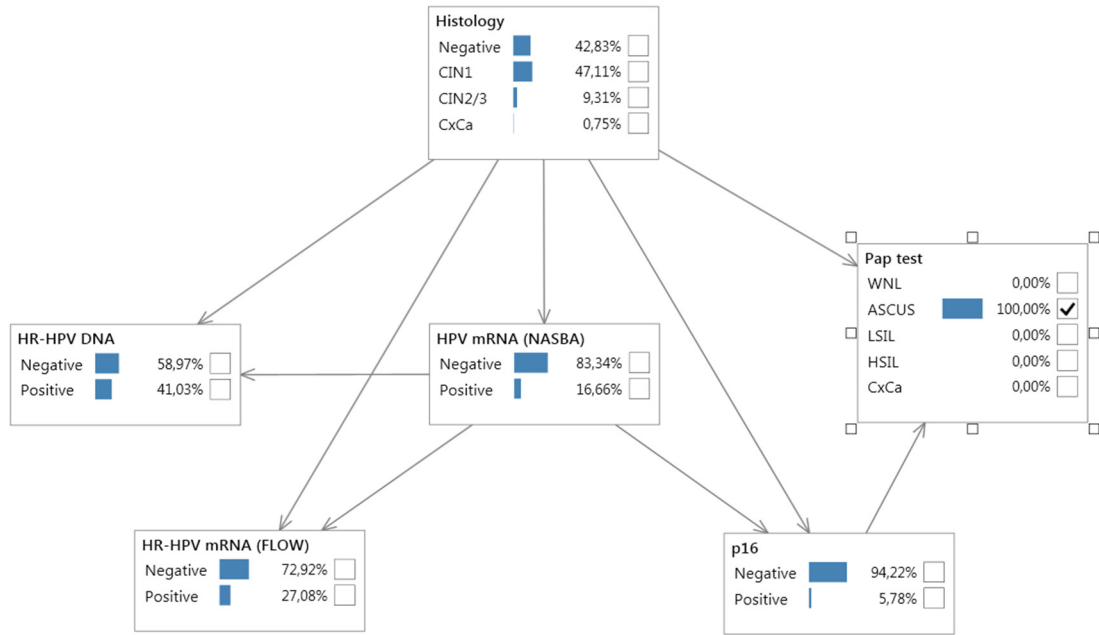 Histology
Negative 42,83%
CIN1 47,11%
CIN2/3 9,31%
CxCa 0,75%
Pap test
WNL 0,00%
ASCUS 100,00%
LSIL 0,00%
HSIL 0,00%
CxCa 0,00%
HR-HPV DNA
Negative 58,97%
Positive 41,03%
HPV mRNA (NASBA)
Negative 83,34%
Positive 16,66%
HR-HPV mRNA (FLOW)
Negative 72,92%
Positive 27,08%
p16
Negative 94,22%
Positive 5,78%